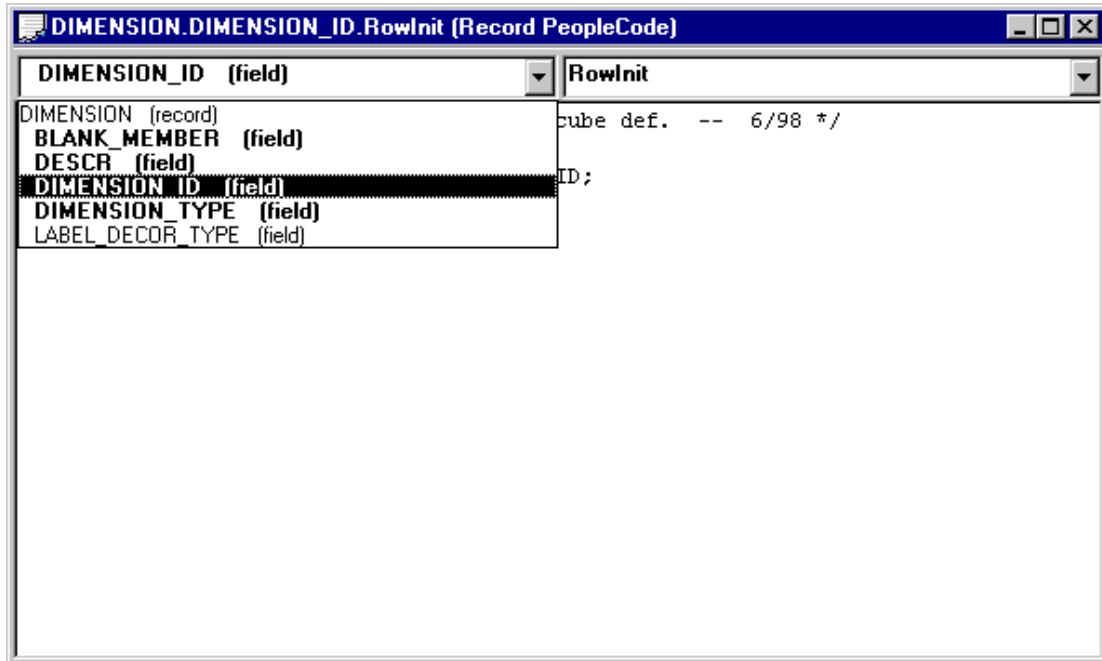 DIMENSION.DIMENSION_ID.RowInit (Record PeopleCode)
DIMENSION_ID (field) RowInit
DIMENSION (record)
BLANK_MEMBER (field)
DESCR (field)
DIMENSION_ID (field)
DIMENSION_TYPE (field)
LABEL_DECOR_TYPE (field)
cube def. -- 6/98 */
ID;